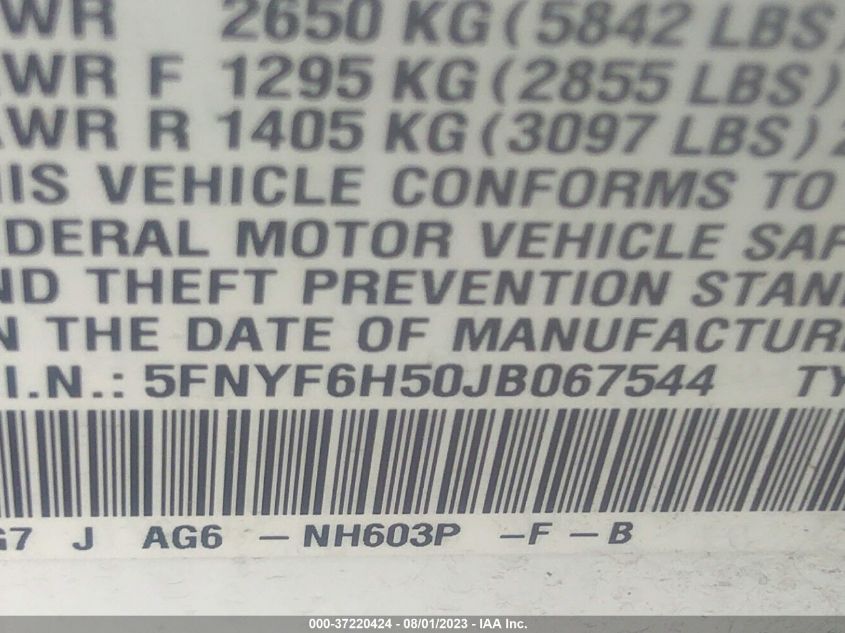 WR 2650 KG (5842 LBS)
WR F 1295 KG (2855 LBS)
WR R 1405 KG (3097 LBS) 2
IS VEHICLE CONFORMS TO
DERAL MOTOR VEHICLE SAF
ND THEFT PREVENTION STAN
N THE DATE OF MANUFACTUR
I.N.: 5FNYF6H50JB067544 TY
G7 J AG6 - NH603P -F - B
000-37220424 - 08/01/2023 - IAA Inc.